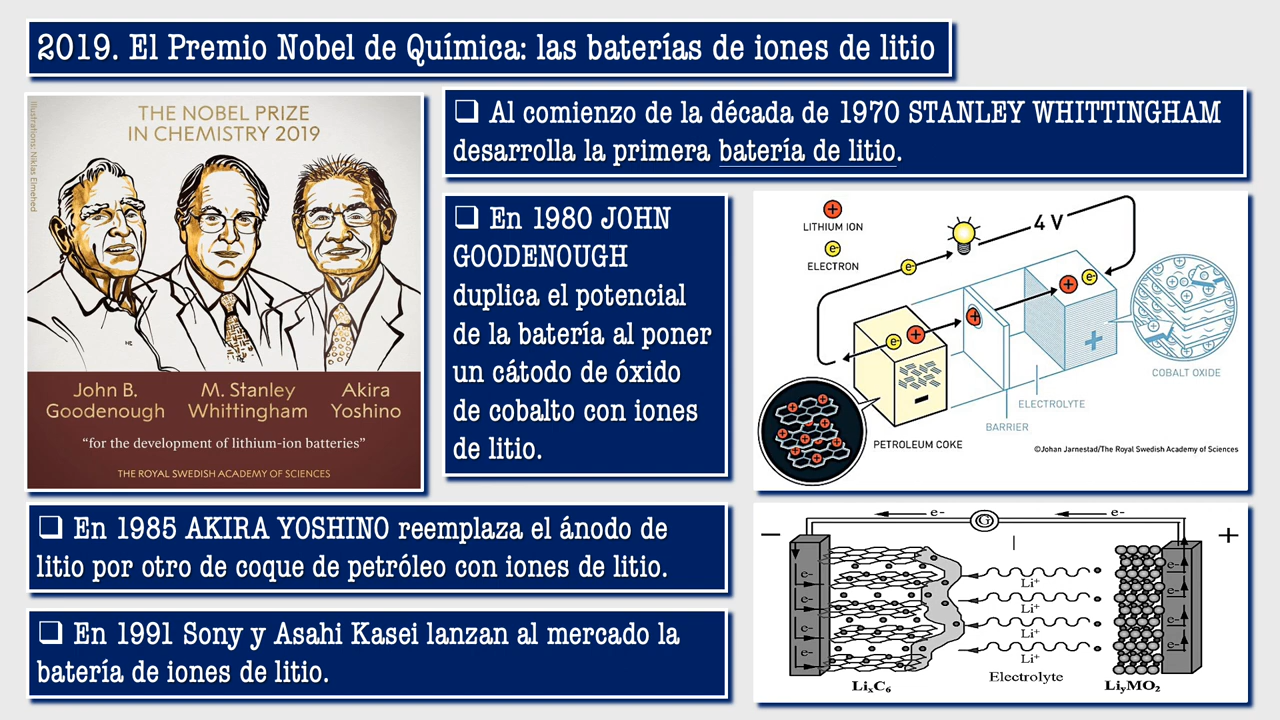 2019. El Premio Nobel de Química: las baterías de iones de litio
Illustrations: Niklas Elmehed
THE NOBEL PRIZE
IN CHEMISTRY 2019
John B.
Goodenough
M. Stanley
Whittingham
Akira
Yoshino
“for the development of lithium-ion batteries”
THE ROYAL SWEDISH ACADEMY OF SCIENCES
❑ Al comienzo de la década de 1970 STANLEY WHITTINGHAM
desarrolla la primera batería de litio.
❑ En 1980 JOHN
GOODENOUGH
duplica el potencial
de la batería al poner
un cátodo de óxido
de cobalto con iones
de litio.
LITHIUM ION
e-
ELECTRON
e-
4 V
+
e-
e-
+
+
+
-
+
COBALT OXIDE
ELECTROLYTE
BARRIER
PETROLEUM COKE
©Johan Jarnestad/The Royal Swedish Academy of Sciences
❑ En 1985 AKIRA YOSHINO reemplaza el ánodo de
litio por otro de coque de petróleo con iones de litio.
❑ En 1991 Sony y Asahi Kasei lanzan al mercado la
batería de iones de litio.
e-
G
e-
−
+
e-
e-
e-
e-
Li⁺
Li⁺
Li⁺
Li⁺
e-
e-
e-
e-
Electrolyte
LiₓC₆
LiᵧMO₂